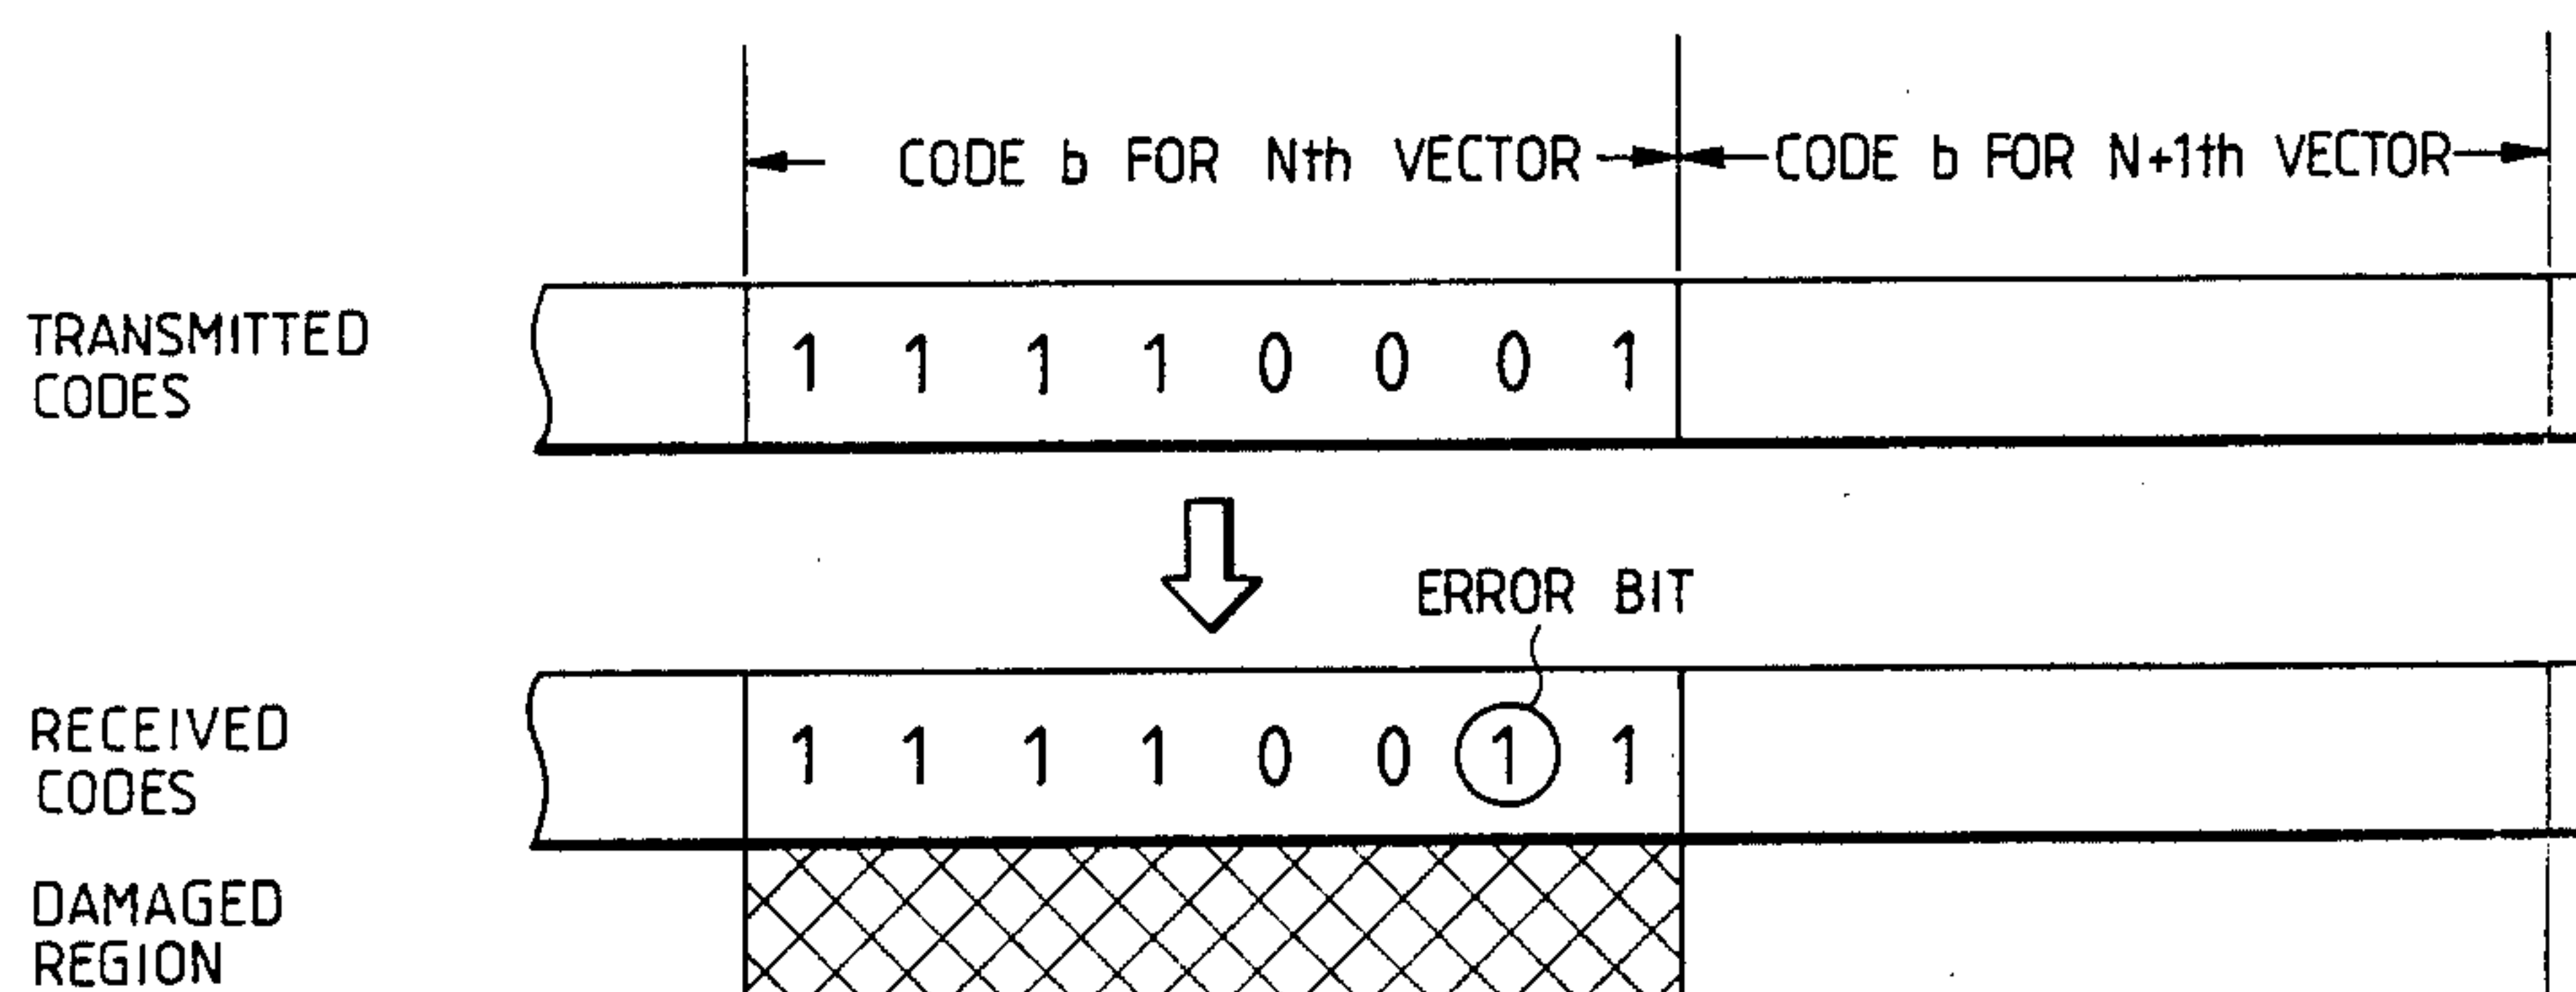 CODE b FOR Nth VECTOR CODE b FOR N+1th VECTOR
TRANSMITTED
CODES
1 1 1 1 0 0 0 1
ERROR BIT
RECEIVED
CODES
1 1 1 1 0 0 1 1
DAMAGED
REGION